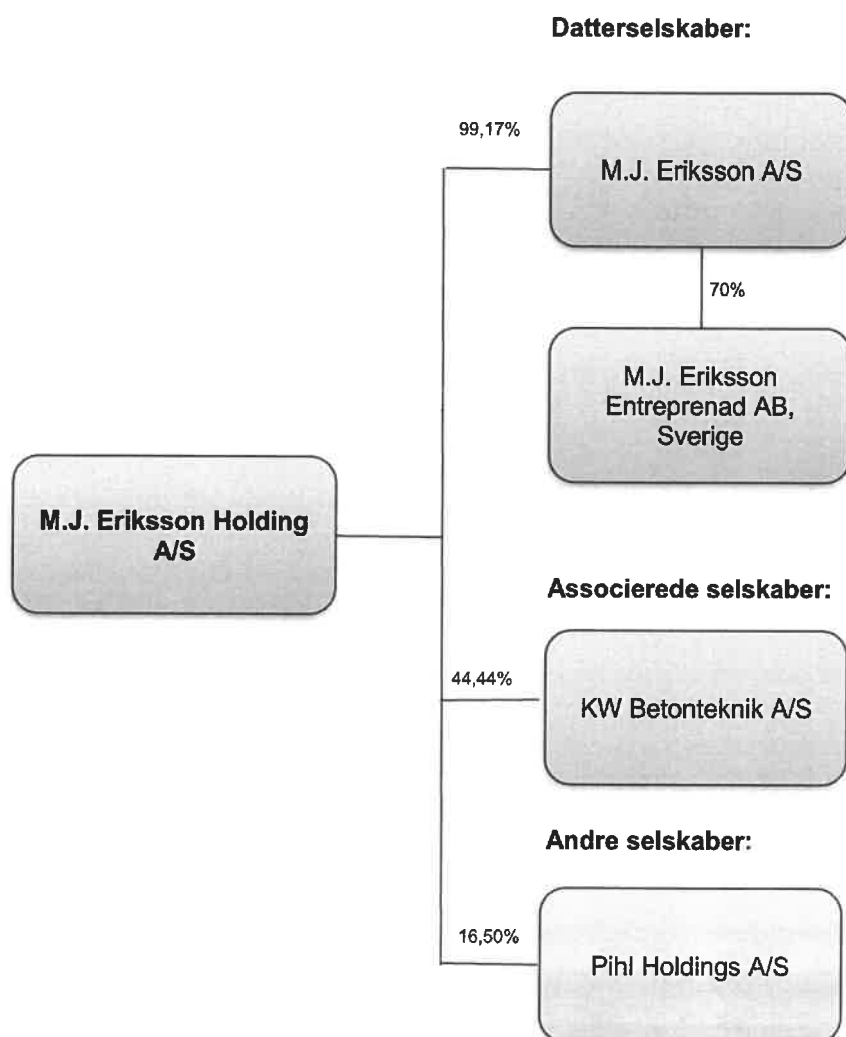 Datterselskaber:
99,17%
M.J. Eriksson A/S
70%
M.J. Eriksson
Entreprenad AB,
Sverige
M.J. Eriksson Holding
A/S
Associerede selskaber:
44,44%
KW Betonteknik A/S
Andre selskaber:
16,50%
Pihl Holdings A/S